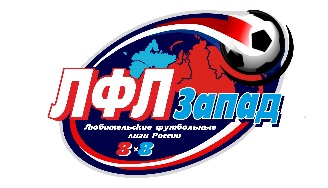 ЛФЛ Запад
Любительские футбольные
лиги России
8×8